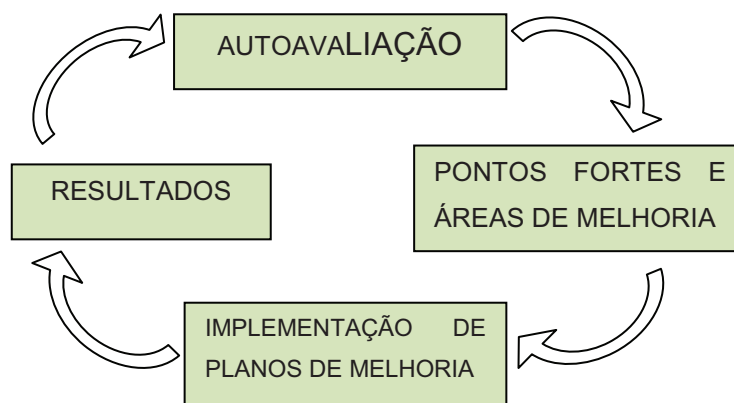 AUTOAVALIAÇÃO
PONTOS FORTES E
ÁREAS DE MELHORIA
IMPLEMENTAÇÃO DE
PLANOS DE MELHORIA
RESULTADOS